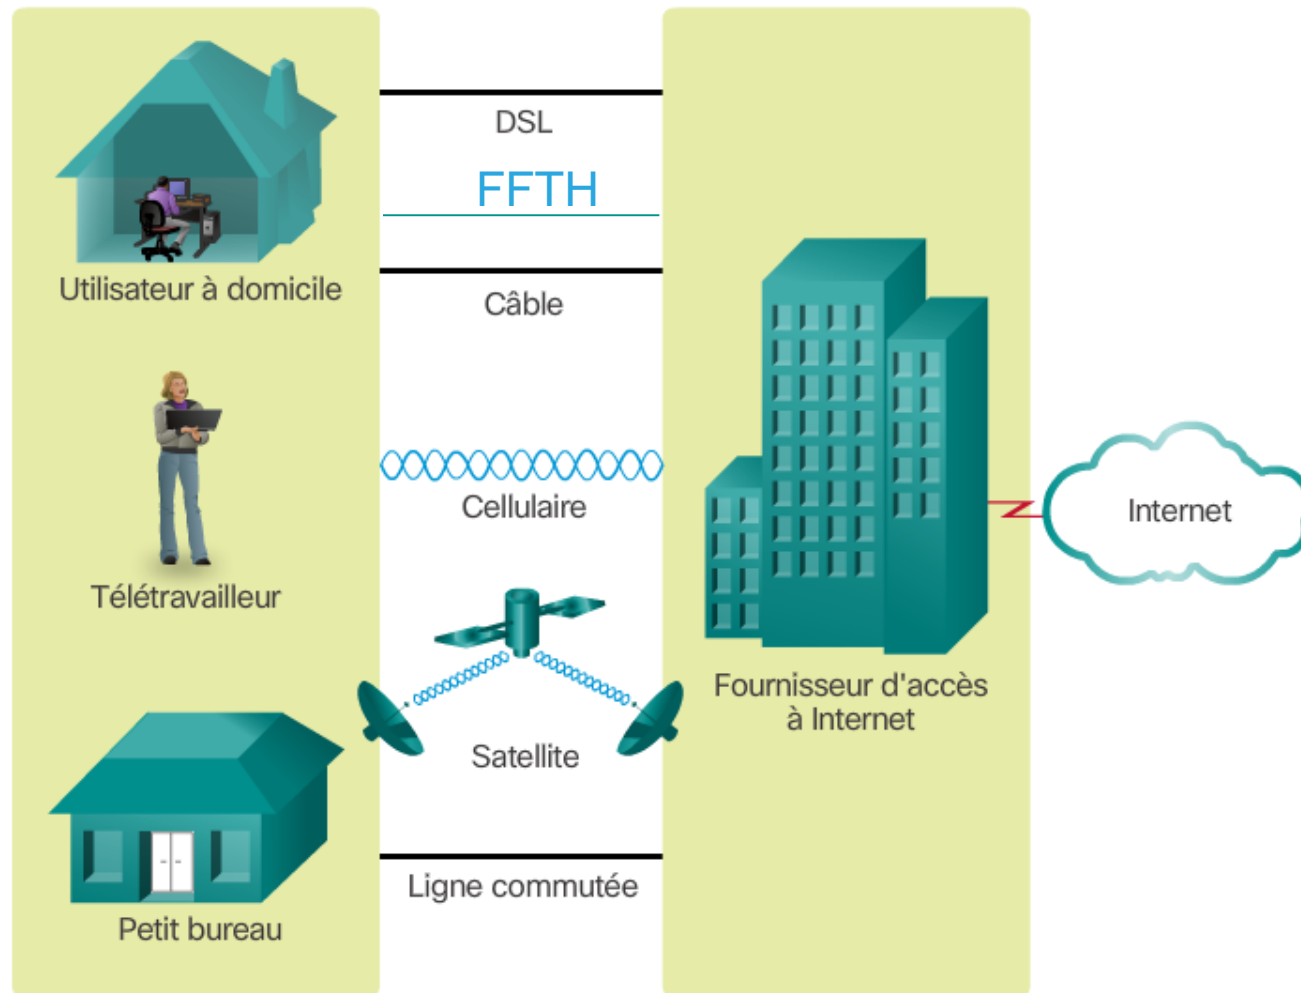 DSL
FFTH
Utilisateur à domicile
Câble
Cellulaire
Internet
Télétravailleur
Fournisseur d'accès
à Internet
Satellite
Ligne commutée
Petit bureau